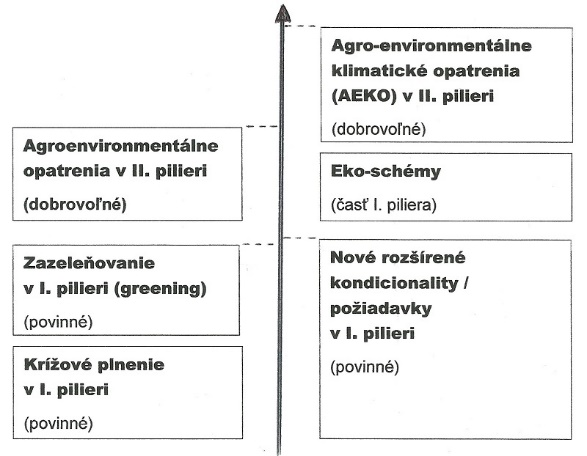 Agroenvironmentálne
opatrenia v II. pilieri
(dobrovoľné)
Zazeleňovanie
v I. pilieri (greening)
(povinné)
Krížové plnenie
v I. pilieri
(povinné)
Agro-environmentálne
klimatické opatrenia
(AEKO) v II. pilieri
(dobrovoľné)
Eko-schémy
(časť I. piliera)
Nové rozšírené
kondicionality /
požiadavky
v I. pilieri
(povinné)